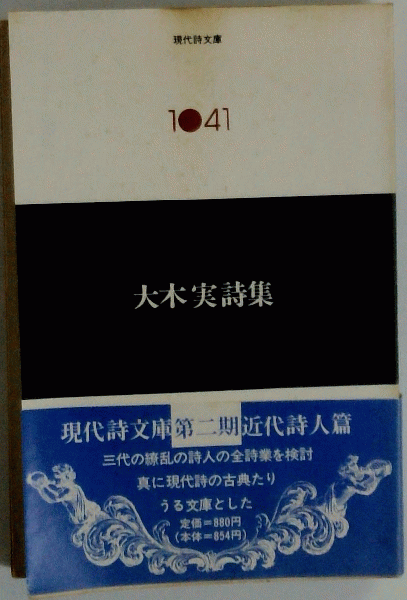 現代詩文庫
1●41
大木実詩集
現代詩文庫第二期近代詩人篇
三代の繚乱の詩人の全詩業を検討
真に現代詩の古典たり
うる文庫とした
定価=880円
(本体=854円)